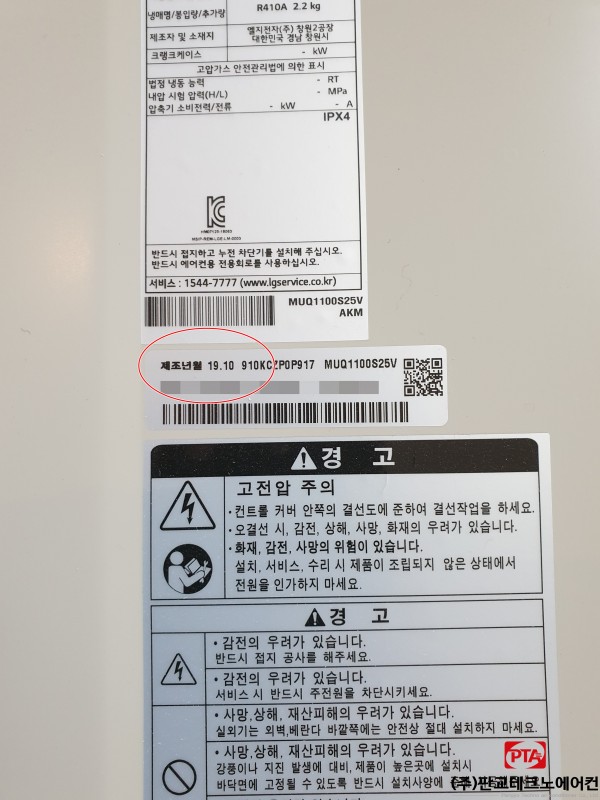 냉매명/봉입량/추가량 R410A 2.2 kg
제조자 및 소재지 엘지전자(주) 창원2공장
대한민국 경남 창원시
크랭크케이스 - kW
고압가스 안전관리법에 의한 표시
법정 냉동 능력 - RT
내압 시험 압력(H/L) - MPa
압축기 소비전력/전류 - kW - A
IPX4
반드시 접지하고 누전 차단기를 설치해 주십시오.
반드시 에어컨용 전용회로를 사용하십시오.
서비스 : 1544-7777 (www.lgservice.co.kr)
MUQ1100S25V
AKM
제조년월 19.10 910KCZP0P917 MUQ1100S25V
경 고
고전압 주의
·컨트롤 커버 안쪽의 결선도에 준하여 결선작업을 하세요.
·오결선 시, 감전, 상해, 사망, 화재의 우려가 있습니다.
·화재, 감전, 사망의 위험이 있습니다.
설치, 서비스, 수리 시 제품이 조립되지 않은 상태에서
전원을 인가하지 마세요.
경 고
·감전의 우려가 있습니다.
반드시 접지 공사를 해주세요.
·감전의 우려가 있습니다.
서비스 시 반드시 주전원을 차단시키세요.
·사망,상해, 재산피해의 우려가 있습니다.
실외기는 외벽,베란다 바깥쪽에는 안전상 절대 설치하지 마세요.
·사망,상해, 재산피해의 우려가 있습니다.
강풍이나 지진 발생에 대비, 제품이 높은곳에 설치시
바닥면에 고정될 수 있도록 반드시 설치사양에
PTA
(주)판교테크노에어컨